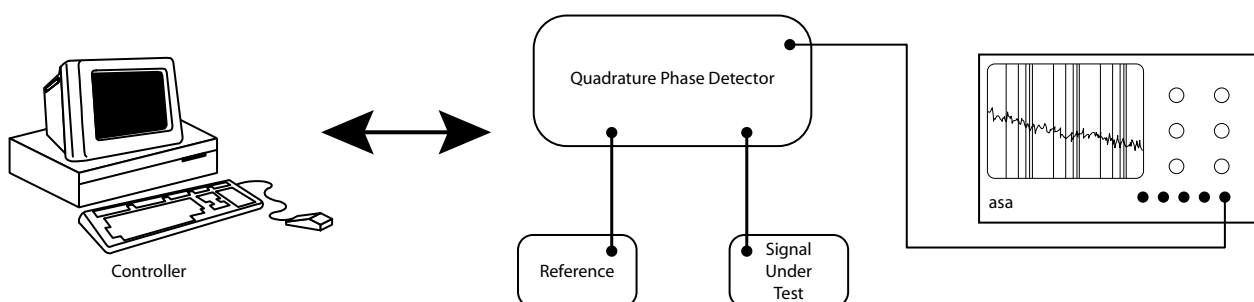 Quadrature Phase Detector
asa
Controller
Reference
Signal
Under
Test